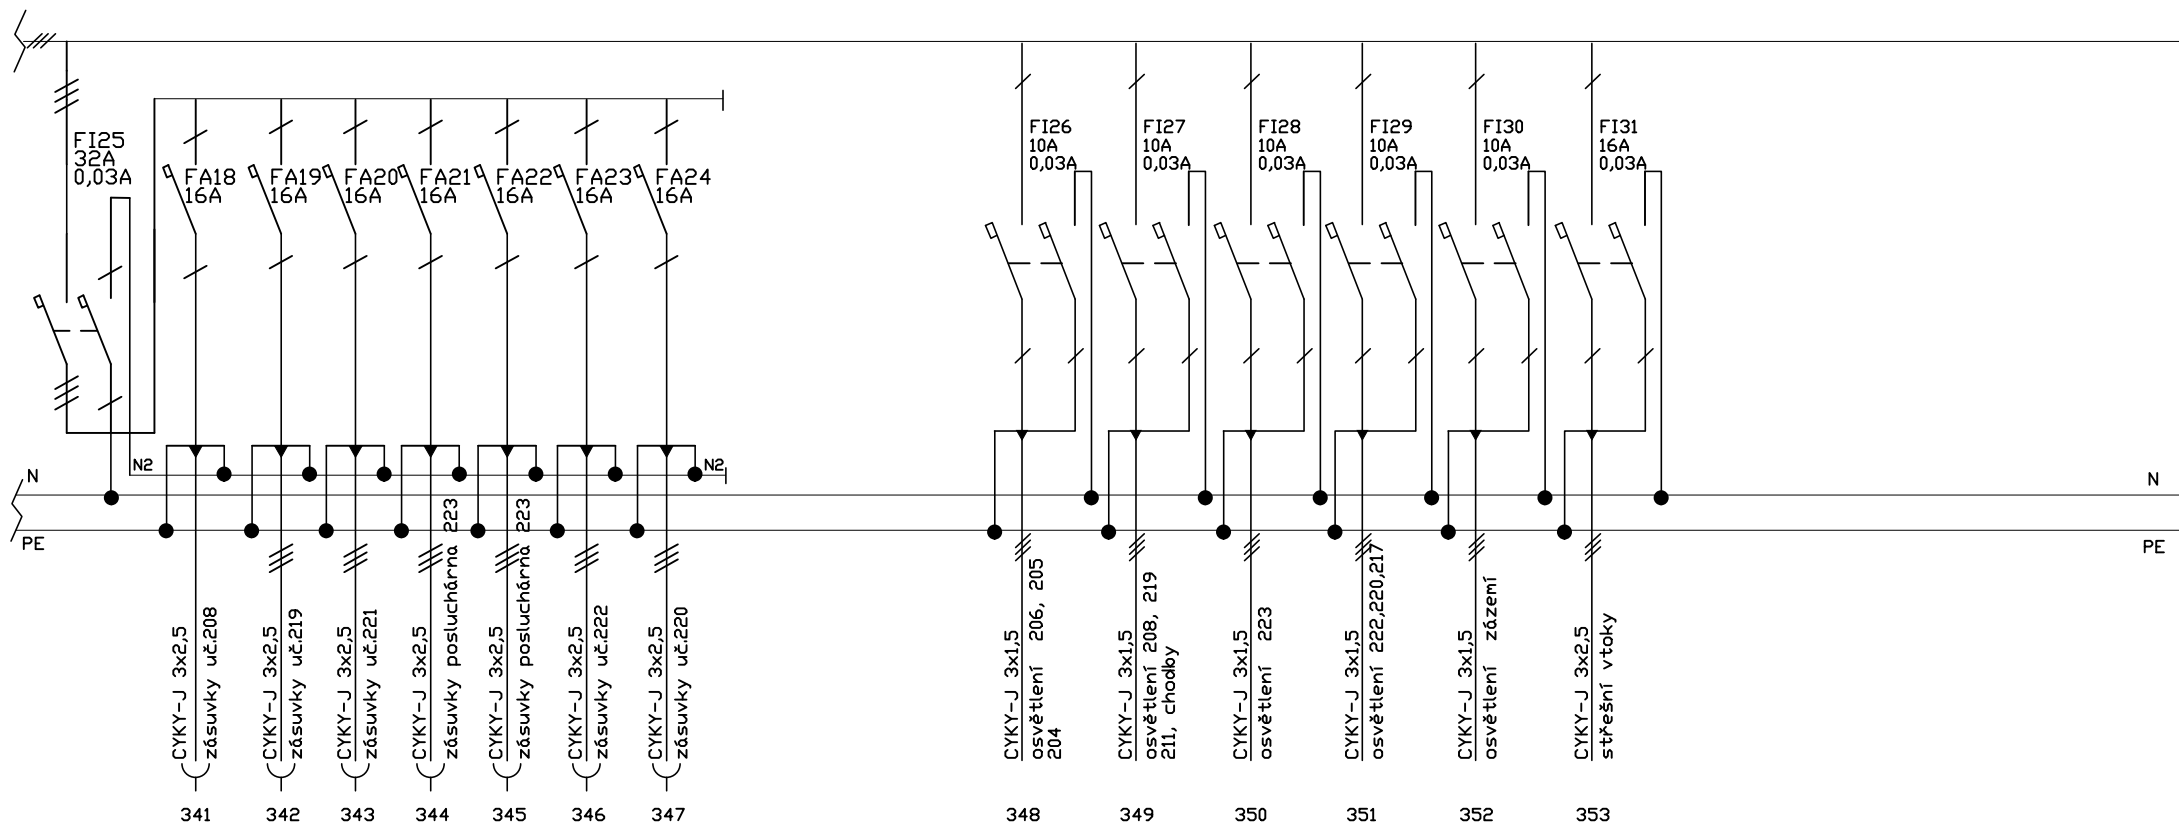 FI25
32A
0,03A
FA18
16A
FA19
16A
FA20
16A
FA21
16A
FA22
16A
FA23
16A
FA24
16A
FI26
10A
0,03A
FI27
10A
0,03A
FI28
10A
0,03A
FI29
10A
0,03A
FI30
10A
0,03A
FI31
16A
0,03A
N2
N2
N
N
PE
PE
CYKY-J 3x2,5
zásuvky uč.208
CYKY-J 3x2,5
zásuvky uč.219
CYKY-J 3x2,5
zásuvky uč.221
CYKY-J 3x2,5
zásuvky posluchárna 223
CYKY-J 3x2,5
zásuvky posluchárna 223
CYKY-J 3x2,5
zásuvky uč.222
CYKY-J 3x2,5
zásuvky uč.220
CYKY-J 3x1,5
osvětlení 206, 205
204
CYKY-J 3x1,5
osvětlení 208, 219
211, chodby
CYKY-J 3x1,5
osvětlení 223
CYKY-J 3x1,5
osvětlení 222,220,217
CYKY-J 3x1,5
osvětlení zázemí
CYKY-J 3x2,5
střešní vtoky
341
342
343
344
345
346
347
348
349
350
351
352
353